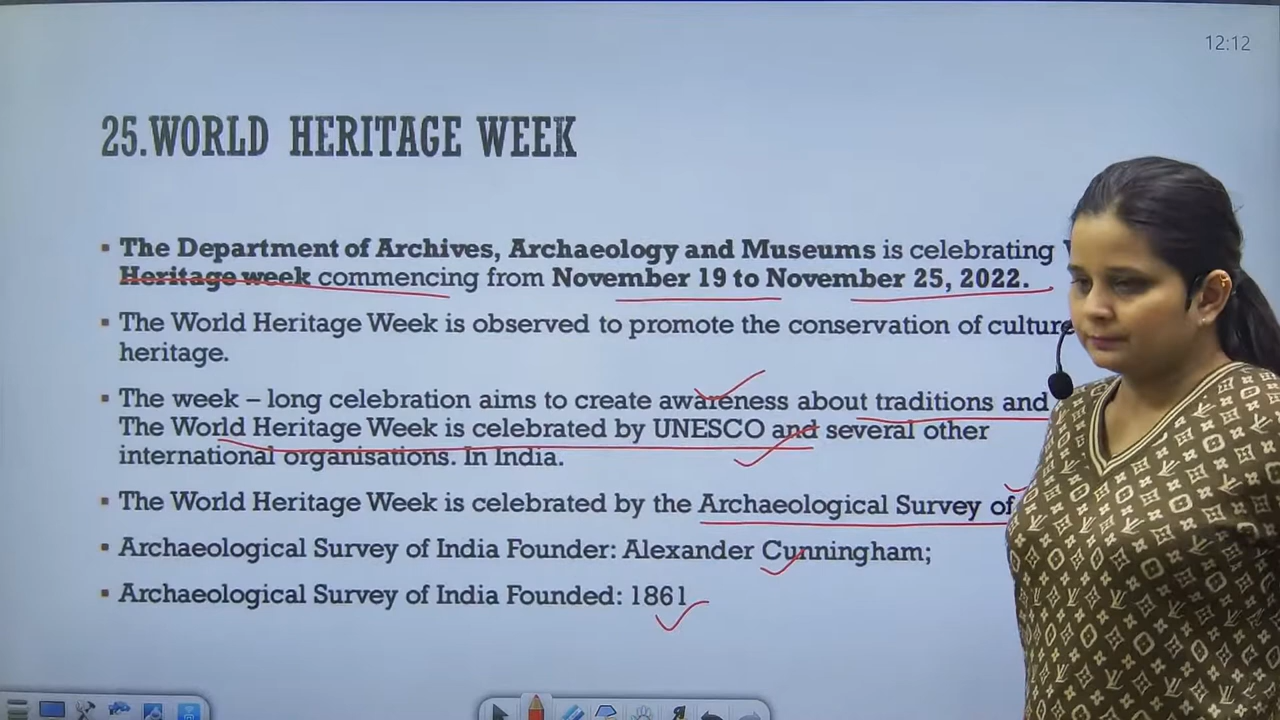 12:12
25.WORLD HERITAGE WEEK
The Department of Archives, Archaeology and Museums is celebrating
Heritage week commencing from November 19 to November 25, 2022.
The World Heritage Week is observed to promote the conservation of culture
heritage.
The week – long celebration aims to create awareness about traditions and
The World Heritage Week is celebrated by UNESCO and several other
international organisations. In India.
The World Heritage Week is celebrated by the Archaeological Survey of
Archaeological Survey of India Founder: Alexander Cunningham;
Archaeological Survey of India Founded: 1861